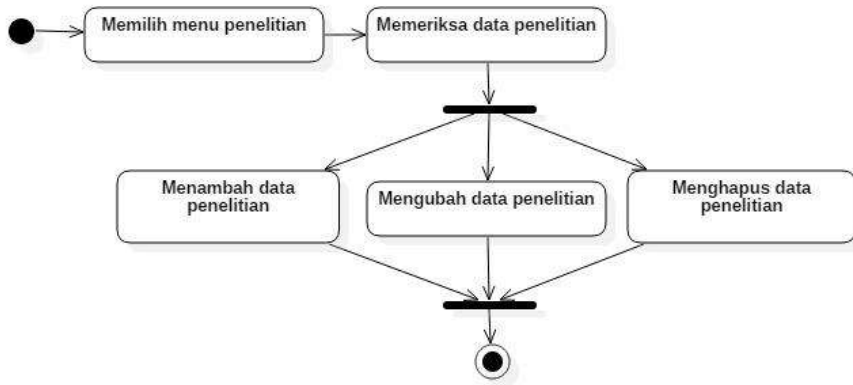 Memilih menu penelitian
Memeriksa data penelitian
Menambah data
penelitian
Mengubah data penelitian
Menghapus data
penelitian